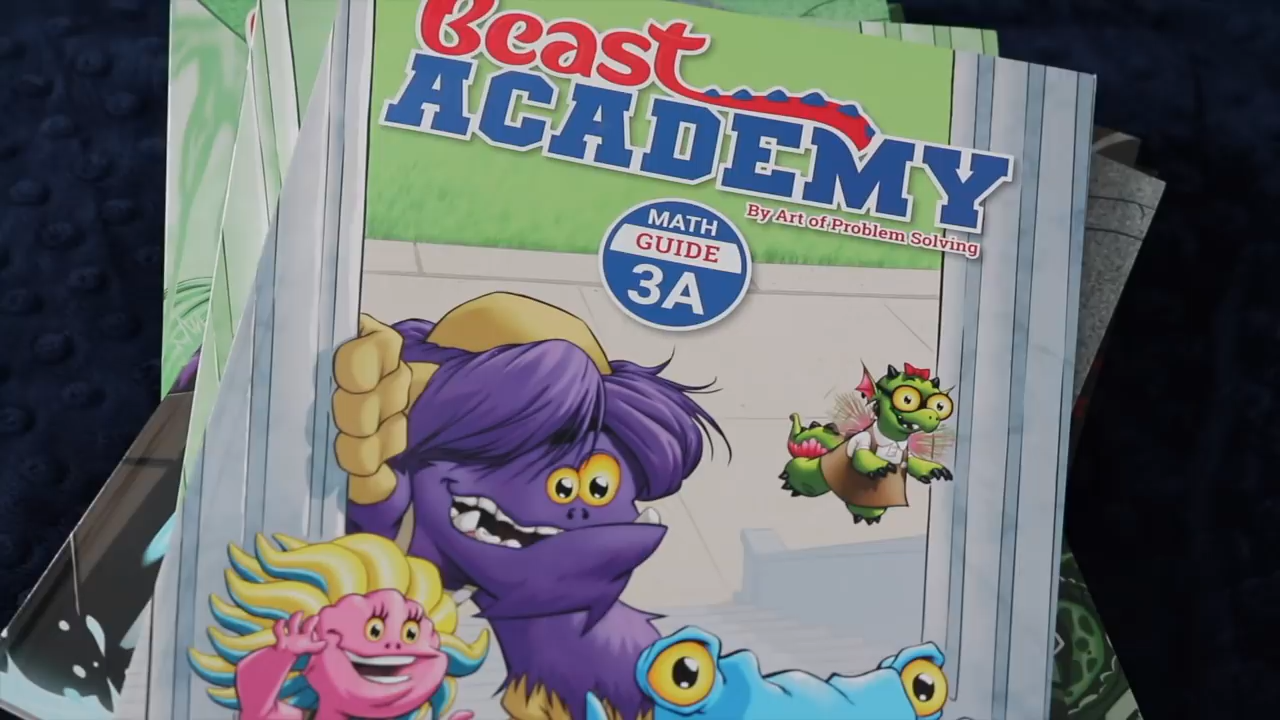 Beast
ACADEMY
By Art of Problem Solving
MATH
GUIDE
3A